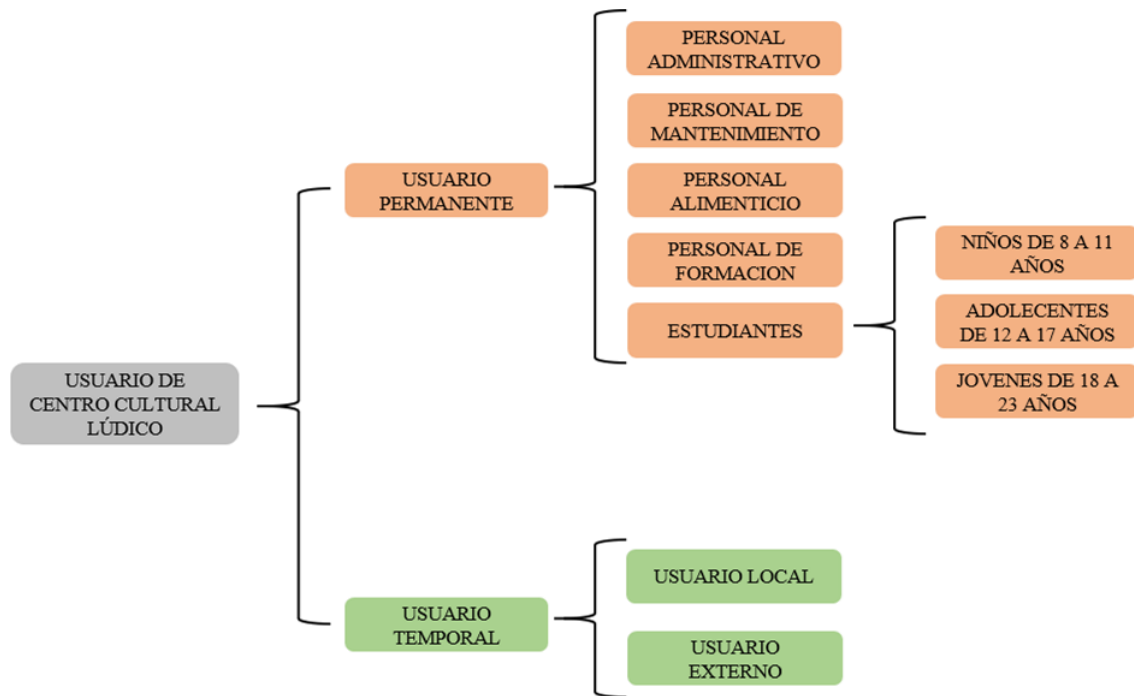 USUARIO DE
CENTRO CULTURAL
LÚDICO
USUARIO
PERMANENTE
PERSONAL
ADMINISTRATIVO
PERSONAL DE
MANTENIMIENTO
PERSONAL
ALIMENTICIO
PERSONAL DE
FORMACION
ESTUDIANTES
NIÑOS DE 8 A 11
AÑOS
ADOLECENTES
DE 12 A 17 AÑOS
JOVENES DE 18 A
23 AÑOS
USUARIO
TEMPORAL
USUARIO LOCAL
USUARIO
EXTERNO